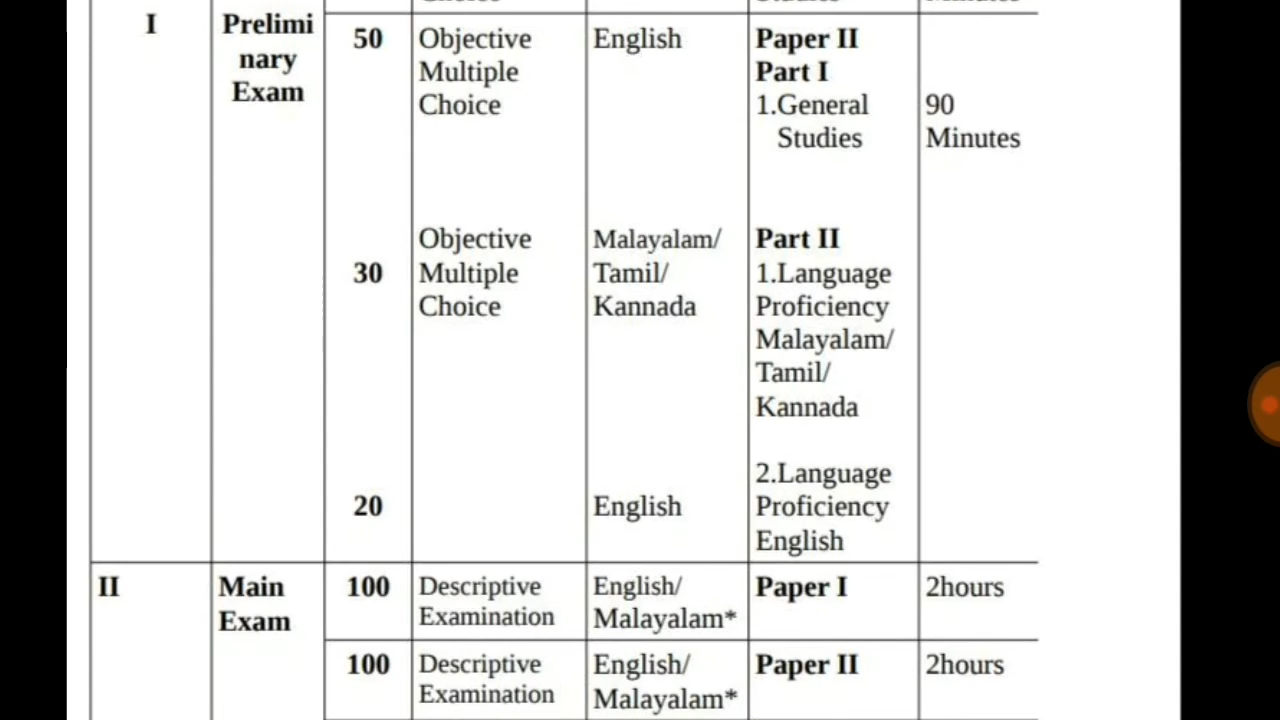 I
Prelimi
nary
Exam
50
Objective
Multiple
Choice
English
Paper II
Part I
1.General
Studies
90
Minutes
30
Objective
Multiple
Choice
Malayalam/
Tamil/
Kannada
Part II
1.Language
Proficiency
Malayalam/
Tamil/
Kannada
20
English
2.Language
Proficiency
English
II
Main
Exam
100
Descriptive
Examination
English/
Malayalam*
Paper I
2hours
100
Descriptive
Examination
English/
Malayalam*
Paper II
2hours